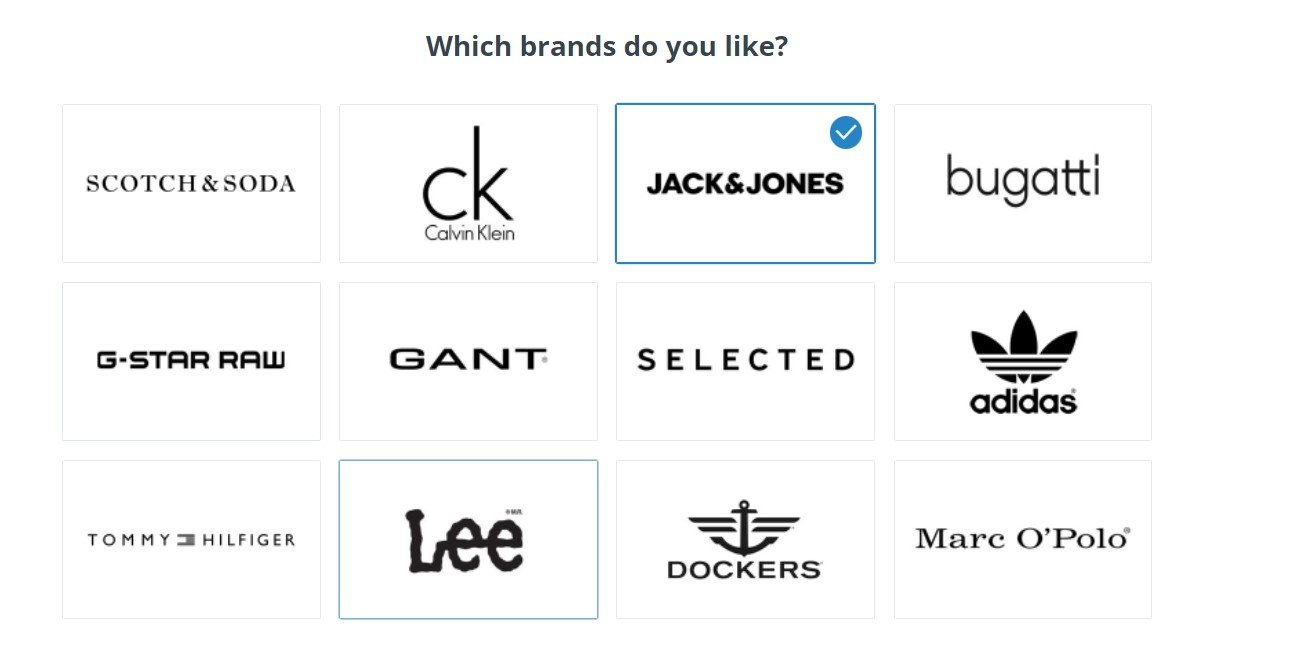 Which brands do you like?
SCOTCH & SODA
ck
Calvin Klein
JACK&JONES
bugatti
G-STAR RAW
GANT®
SELECTED
adidas®
TOMMY HILFIGER
Lee
DOCKERS
Marc O'Polo®